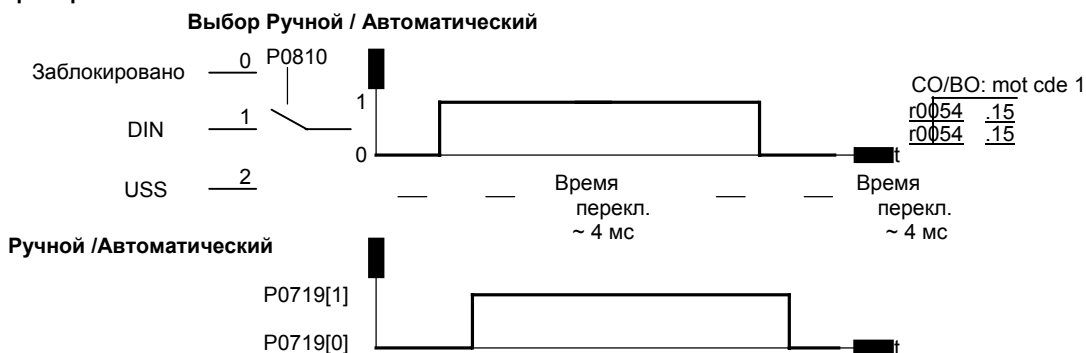 Выбор Ручной / Автоматический
Заблокировано 0 P0810
DIN 1
USS 2
1
0
t
CO/BO: mot cde 1
r0054 .15
r0054 .15
Время перекл. ~ 4 мс
Время перекл. ~ 4 мс
Ручной /Автоматический
P0719[1]
P0719[0]
t